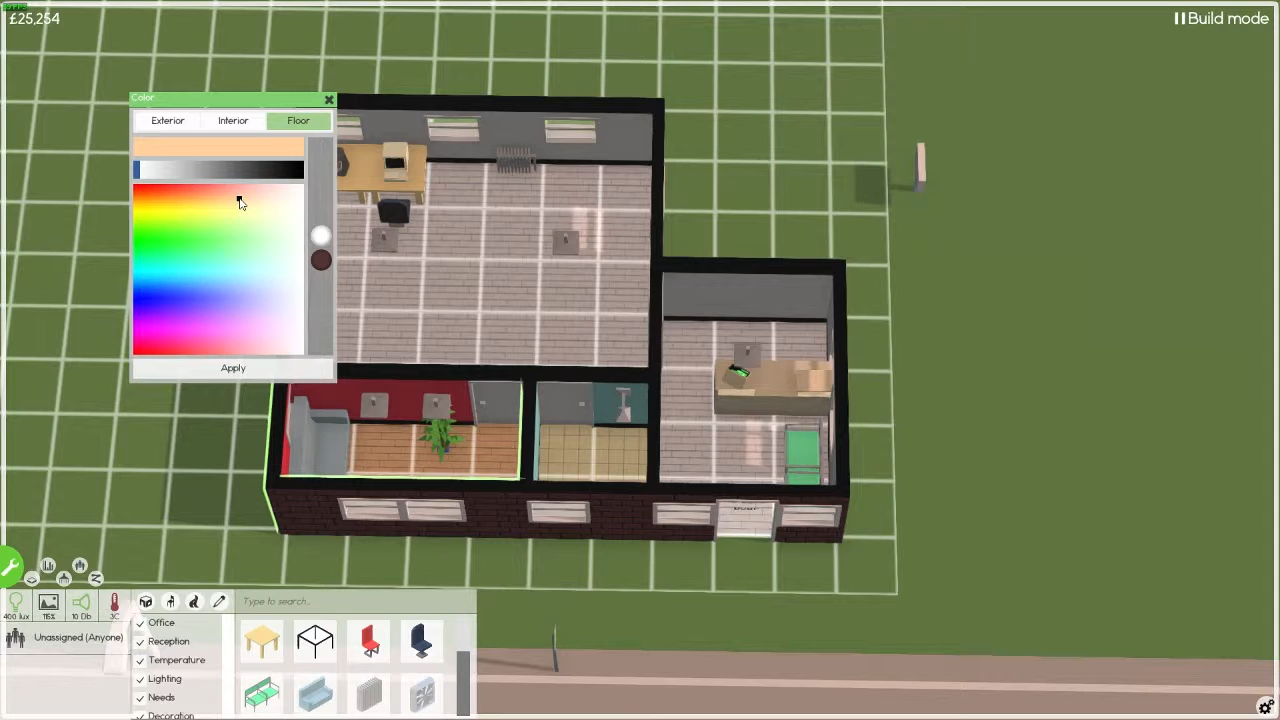 £25,254
Build mode
Color...
Exterior Interior Floor
Apply
400 lux 115% 10 Db 3C
Unassigned (Anyone)
Type to search...
Office
Reception
Temperature
Lighting
Needs
Decoration